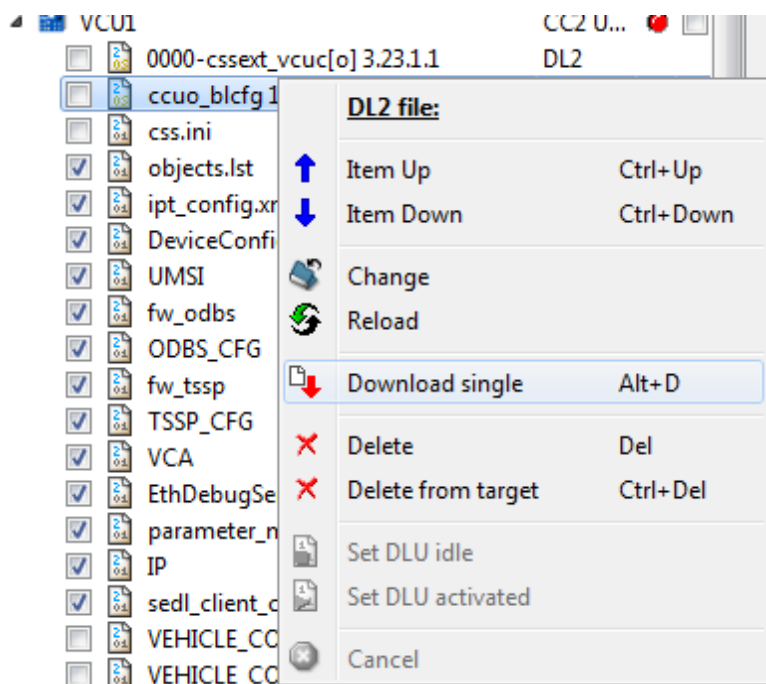 VCU1 CC2 U...
0000-cssext_vcuc[o] 3.23.1.1 DL2
ccuo_blcfg 1
DL2 file:
css.ini
objects.lst
Item Up Ctrl+Up
ipt_config.xr
Item Down Ctrl+Down
DeviceConfi
UMSI
Change
fw_odbs
Reload
ODBS_CFG
fw_tssp
Download single Alt+D
TSSP_CFG
VCA
Delete Del
EthDebugSe
Delete from target Ctrl+Del
parameter_n
IP
Set DLU idle
sedl_client_c
Set DLU activated
VEHICLE_CO
Cancel
VEHICLE_CO